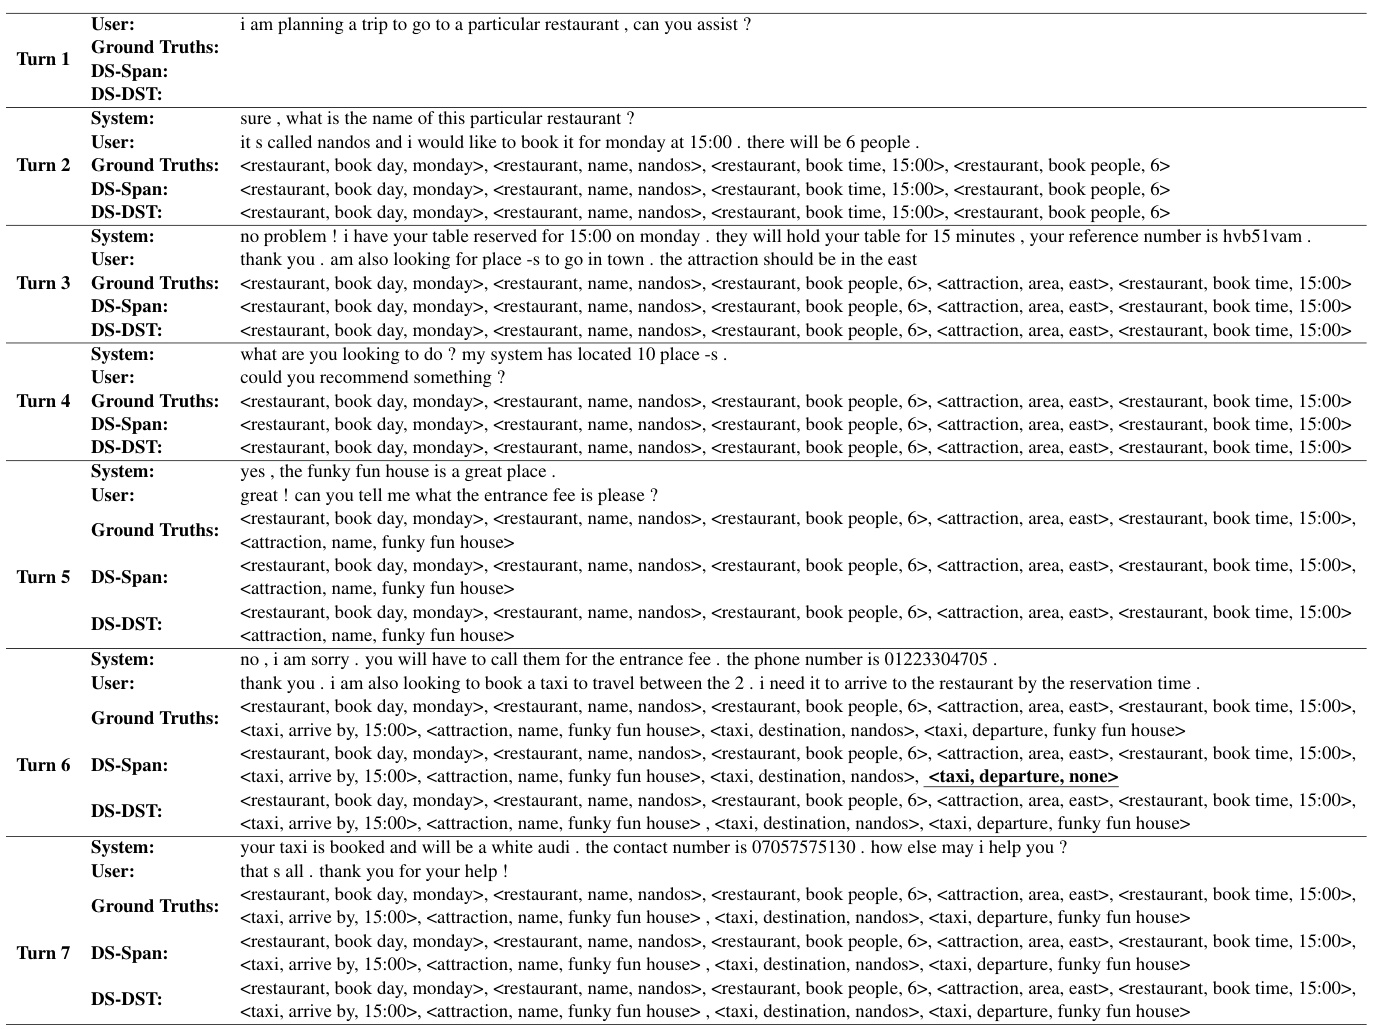 User: i am planning a trip to go to a particular restaurant , can you assist ?
Ground Truths:
Turn 1
DS-Span:
DS-DST:
System: sure , what is the name of this particular restaurant ?
User: it s called nandos and i would like to book it for monday at 15:00 . there will be 6 people .
Turn 2 Ground Truths: <restaurant, book day, monday>, <restaurant, name, nandos>, <restaurant, book time, 15:00>, <restaurant, book people, 6>
DS-Span: <restaurant, book day, monday>, <restaurant, name, nandos>, <restaurant, book time, 15:00>, <restaurant, book people, 6>
DS-DST: <restaurant, book day, monday>, <restaurant, name, nandos>, <restaurant, book time, 15:00>, <restaurant, book people, 6>
System: no problem ! i have your table reserved for 15:00 on monday . they will hold your table for 15 minutes , your reference number is hvb51vam .
User: thank you . am also looking for place -s to go in town . the attraction should be in the east
Turn 3 Ground Truths: <restaurant, book day, monday>, <restaurant, name, nandos>, <restaurant, book people, 6>, <attraction, area, east>, <restaurant, book time, 15:00>
DS-Span: <restaurant, book day, monday>, <restaurant, name, nandos>, <restaurant, book people, 6>, <attraction, area, east>, <restaurant, book time, 15:00>
DS-DST: <restaurant, book day, monday>, <restaurant, name, nandos>, <restaurant, book people, 6>, <attraction, area, east>, <restaurant, book time, 15:00>
System: what are you looking to do ? my system has located 10 place -s .
User: could you recommend something ?
Turn 4 Ground Truths: <restaurant, book day, monday>, <restaurant, name, nandos>, <restaurant, book people, 6>, <attraction, area, east>, <restaurant, book time, 15:00>
DS-Span: <restaurant, book day, monday>, <restaurant, name, nandos>, <restaurant, book people, 6>, <attraction, area, east>, <restaurant, book time, 15:00>
DS-DST: <restaurant, book day, monday>, <restaurant, name, nandos>, <restaurant, book people, 6>, <attraction, area, east>, <restaurant, book time, 15:00>
System: yes , the funky fun house is a great place .
User: great ! can you tell me what the entrance fee is please ?
Ground Truths: <restaurant, book day, monday>, <restaurant, name, nandos>, <restaurant, book people, 6>, <attraction, area, east>, <restaurant, book time, 15:00>,
<attraction, name, funky fun house>
Turn 5 DS-Span: <restaurant, book day, monday>, <restaurant, name, nandos>, <restaurant, book people, 6>, <attraction, area, east>, <restaurant, book time, 15:00>,
<attraction, name, funky fun house>
DS-DST: <restaurant, book day, monday>, <restaurant, name, nandos>, <restaurant, book people, 6>, <attraction, area, east>, <restaurant, book time, 15:00>
<attraction, name, funky fun house>
System: no , i am sorry . you will have to call them for the entrance fee . the phone number is 01223304705 .
User: thank you . i am also looking to book a taxi to travel between the 2 . i need it to arrive to the restaurant by the reservation time .
Ground Truths: <restaurant, book day, monday>, <restaurant, name, nandos>, <restaurant, book people, 6>, <attraction, area, east>, <restaurant, book time, 15:00>,
<taxi, arrive by, 15:00>, <attraction, name, funky fun house>, <taxi, destination, nandos>, <taxi, departure, funky fun house>
Turn 6 DS-Span: <restaurant, book day, monday>, <restaurant, name, nandos>, <restaurant, book people, 6>, <attraction, area, east>, <restaurant, book time, 15:00>,
<taxi, arrive by, 15:00>, <attraction, name, funky fun house>, <taxi, destination, nandos>, <taxi, departure, none>
DS-DST: <restaurant, book day, monday>, <restaurant, name, nandos>, <restaurant, book people, 6>, <attraction, area, east>, <restaurant, book time, 15:00>,
<taxi, arrive by, 15:00>, <attraction, name, funky fun house> , <taxi, destination, nandos>, <taxi, departure, funky fun house>
System: your taxi is booked and will be a white audi . the contact number is 07057575130 . how else may i help you ?
User: that s all . thank you for your help !
Ground Truths: <restaurant, book day, monday>, <restaurant, name, nandos>, <restaurant, book people, 6>, <attraction, area, east>, <restaurant, book time, 15:00>,
<taxi, arrive by, 15:00>, <attraction, name, funky fun house> , <taxi, destination, nandos>, <taxi, departure, funky fun house>
Turn 7 DS-Span: <restaurant, book day, monday>, <restaurant, name, nandos>, <restaurant, book people, 6>, <attraction, area, east>, <restaurant, book time, 15:00>,
<taxi, arrive by, 15:00>, <attraction, name, funky fun house> , <taxi, destination, nandos>, <taxi, departure, funky fun house>
DS-DST: <restaurant, book day, monday>, <restaurant, name, nandos>, <restaurant, book people, 6>, <attraction, area, east>, <restaurant, book time, 15:00>,
<taxi, arrive by, 15:00>, <attraction, name, funky fun house> , <taxi, destination, nandos>, <taxi, departure, funky fun house>